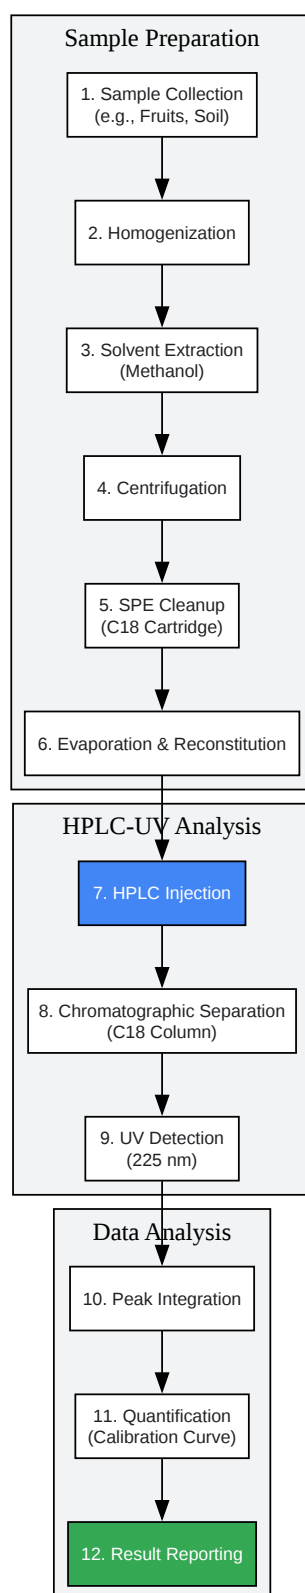 Sample Preparation
1. Sample Collection
(e.g., Fruits, Soil)
2. Homogenization
3. Solvent Extraction
(Methanol)
4. Centrifugation
5. SPE Cleanup
(C18 Cartridge)
6. Evaporation & Reconstitution
HPLC-UV Analysis
7. HPLC Injection
8. Chromatographic Separation
(C18 Column)
9. UV Detection
(225 nm)
Data Analysis
10. Peak Integration
11. Quantification
(Calibration Curve)
12. Result Reporting